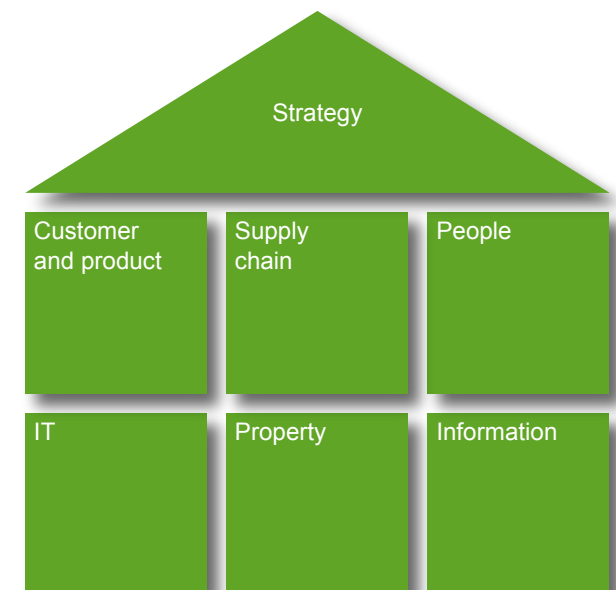 Strategy
Customer
and product
Supply
chain
People
IT
Property
Information